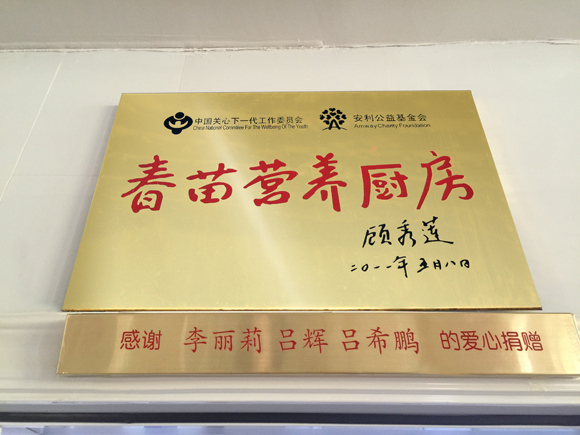 中国关心下一代工作委员会 安利公益基金会
China National Committee For The Wellbeing Of The Youth Amway Charity Foundation
春苗营养厨房
顾秀莲
二〇一一年五月八日
感谢 李丽莉 吕辉 吕希鹏 的爱心捐赠